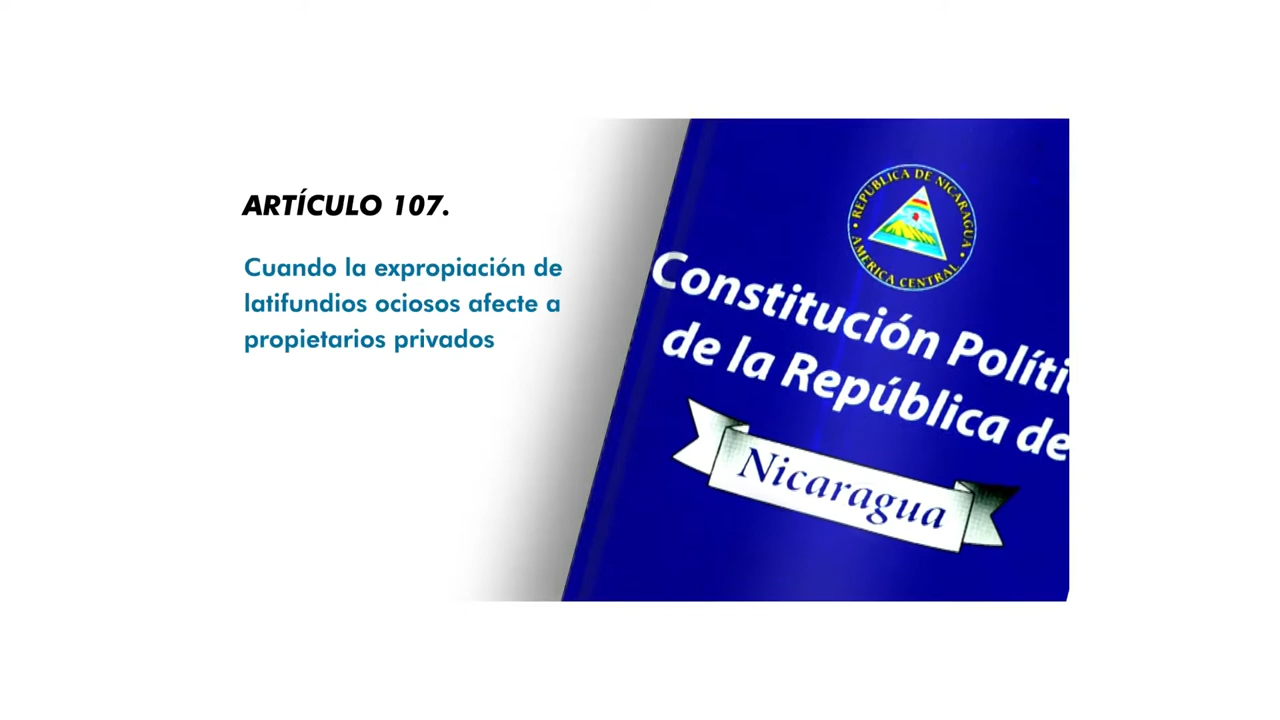 ARTÍCULO 107.
Cuando la expropiación de
latifundios ociosos afecte a
propietarios privados
REPUBLICA DE NICARAGUA
AMERICA CENTRAL
Constitución Políti
de la República de
Nicaragua